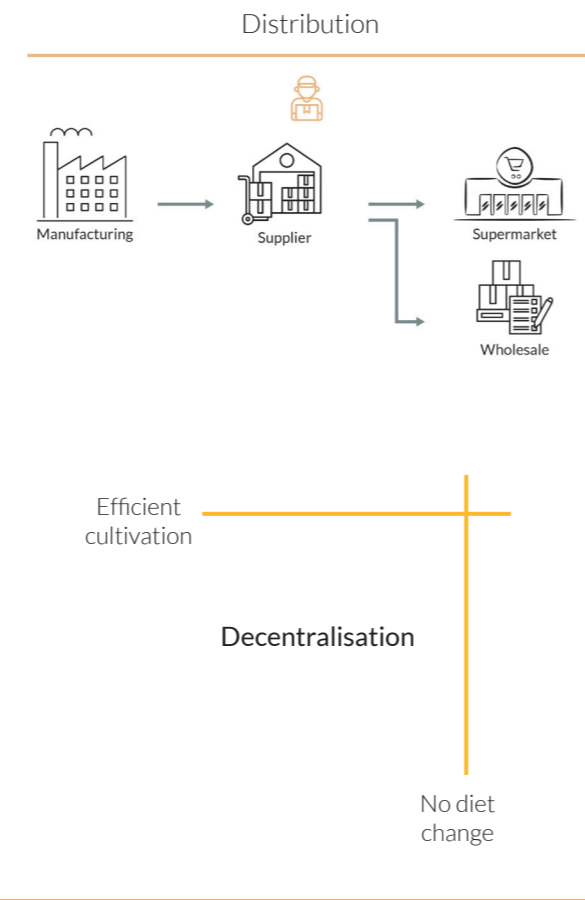 Distribution
Manufacturing
Supplier
Supermarket
Wholesale
Efficient
cultivation
Decentralisation
No diet
change